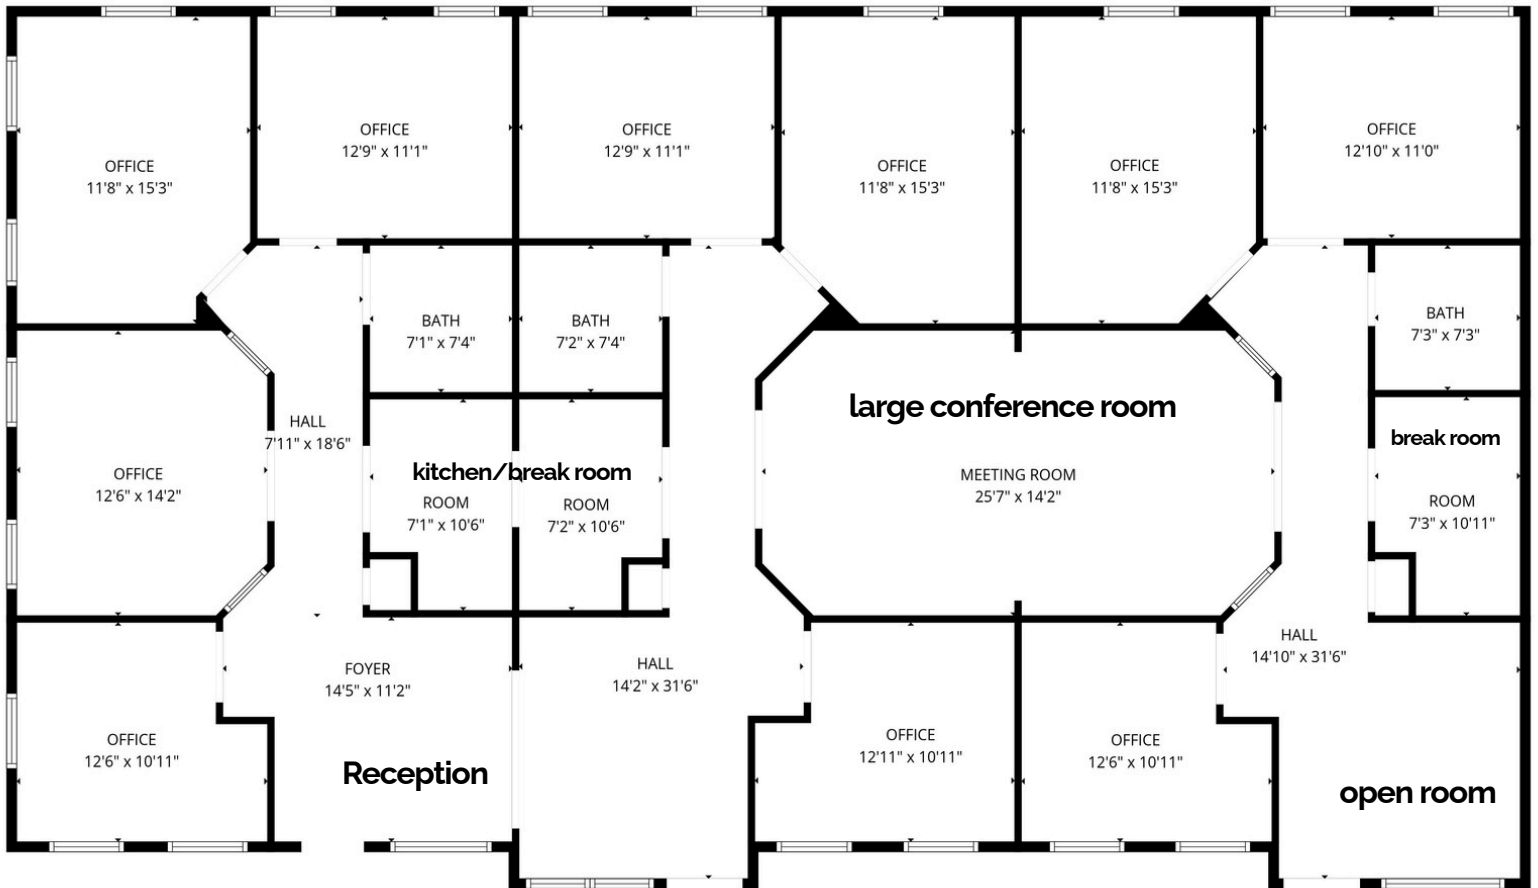 OFFICE
11'8" x 15'3"
OFFICE
12'9" x 11'1"
OFFICE
12'9" x 11'1"
OFFICE
11'8" x 15'3"
OFFICE
11'8" x 15'3"
OFFICE
12'10" x 11'0"
BATH
7'1" x 7'4"
BATH
7'2" x 7'4"
BATH
7'3" x 7'3"
HALL
7'11" x 18'6"
large conference room
break room
OFFICE
12'6" x 14'2"
kitchen/break room
ROOM
7'1" x 10'6"
ROOM
7'2" x 10'6"
MEETING ROOM
25'7" x 14'2"
ROOM
7'3" x 10'11"
FOYER
14'5" x 11'2"
HALL
14'2" x 31'6"
HALL
14'10" x 31'6"
OFFICE
12'6" x 10'11"
Reception
OFFICE
12'11" x 10'11"
OFFICE
12'6" x 10'11"
open room